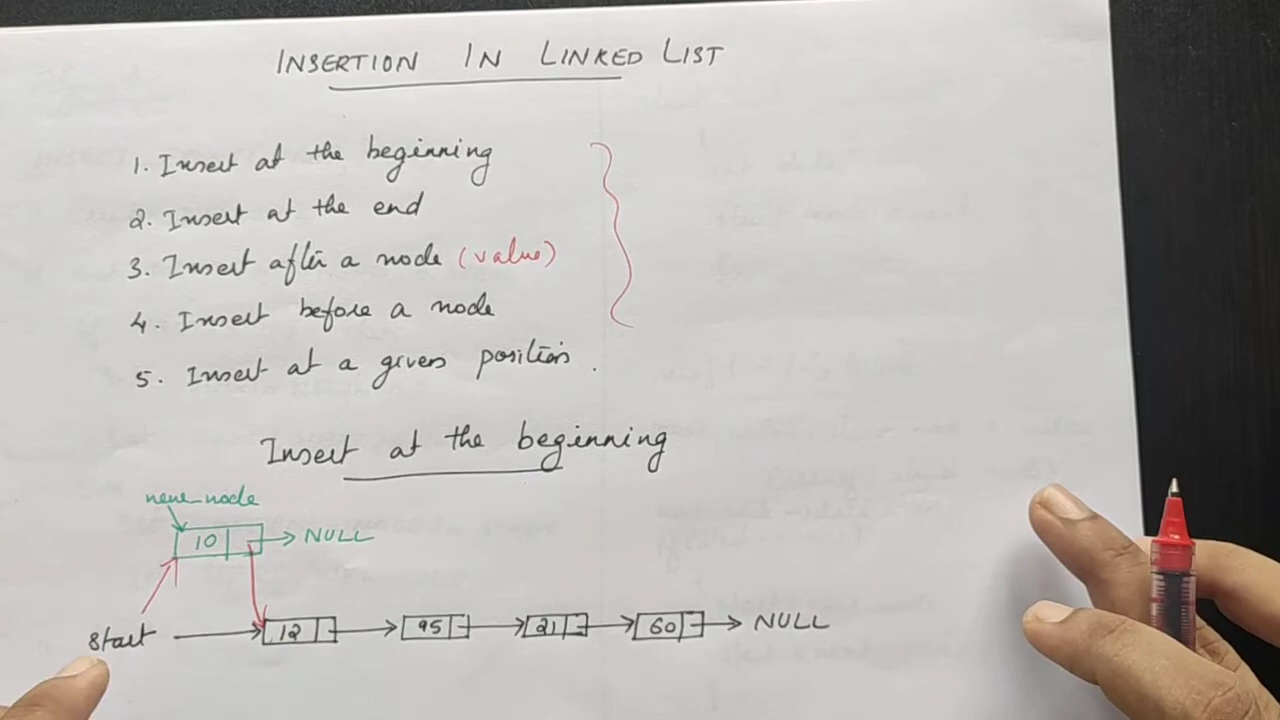 INSERTION IN LINKED LIST
1. Insert at the beginning
2. Insert at the end
3. Insert after a node (value)
4. Insert before a node
5. Insert at a given position.
Insert at the beginning
new_node
10 NULL
Start 12 95 21 60 NULL